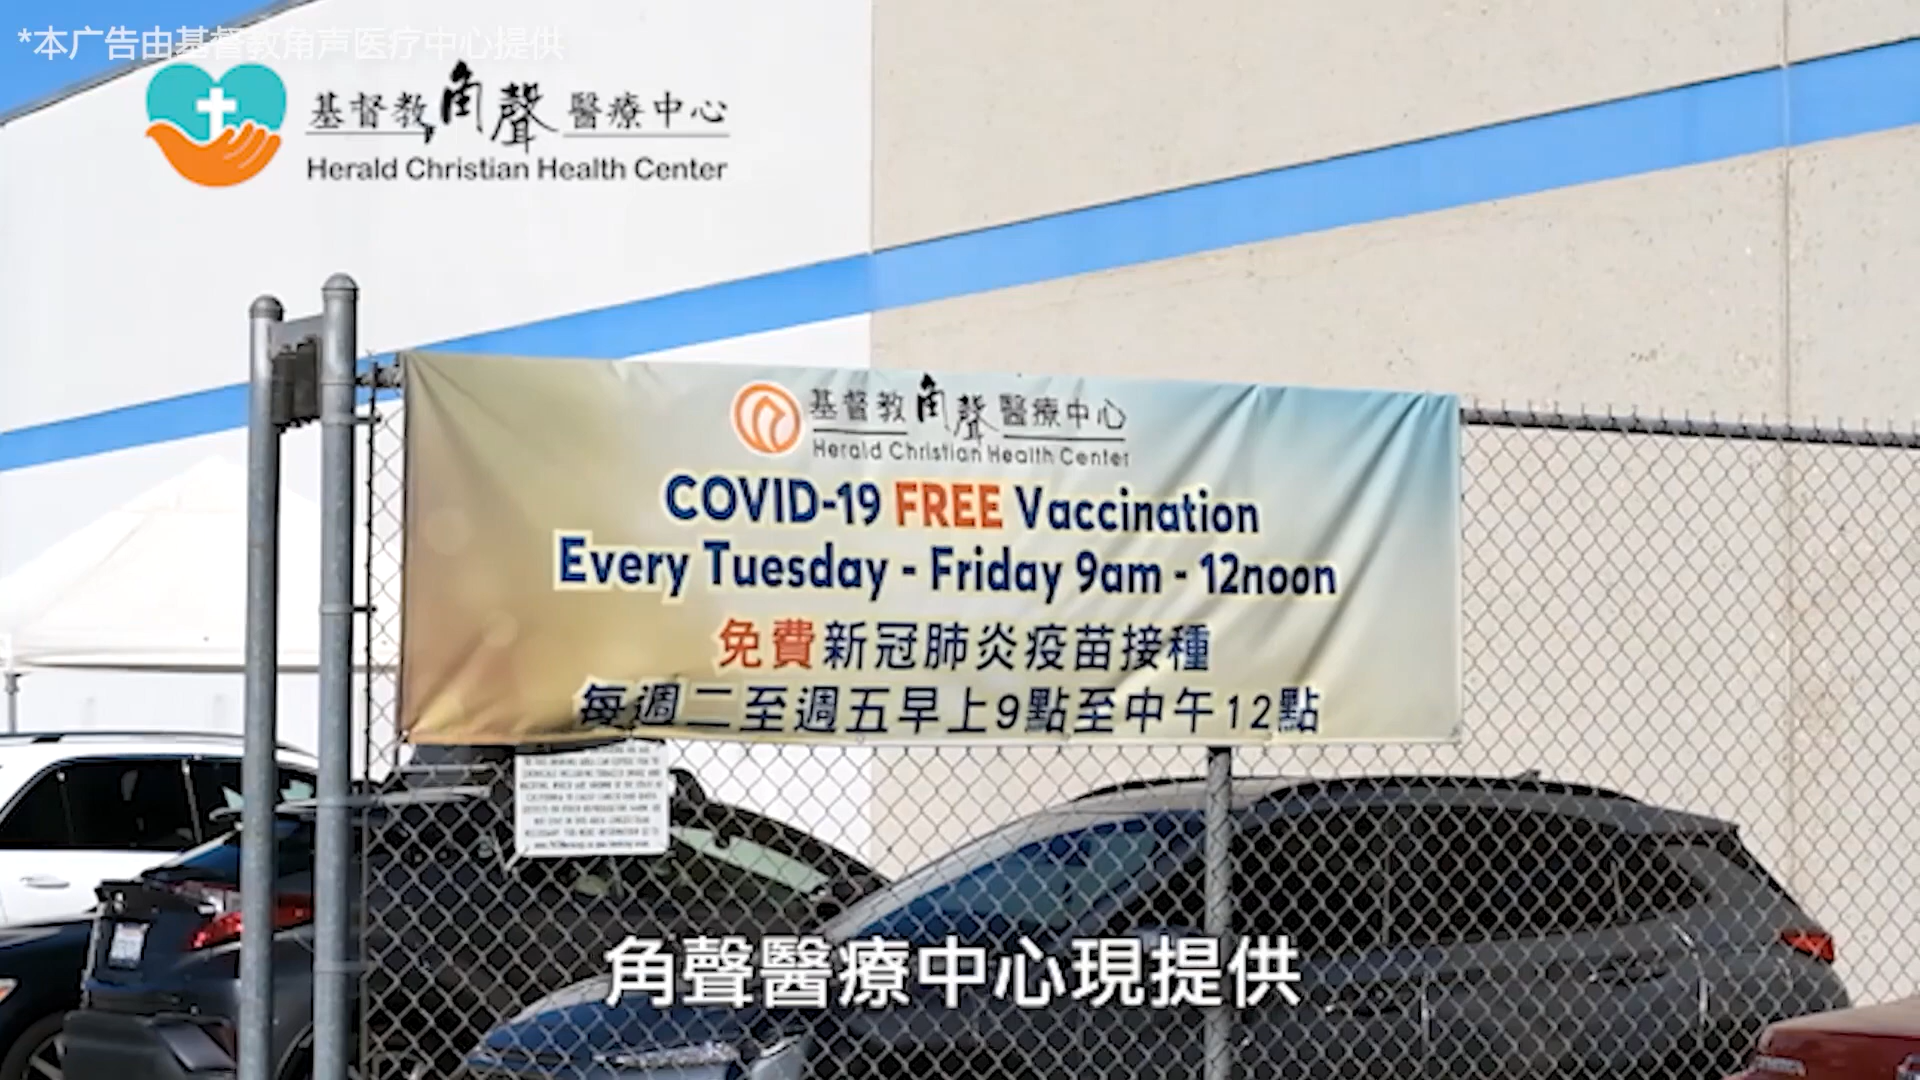 *本广告由基督教角声医疗中心提供
基督教角聲醫療中心
Herald Christian Health Center
基督教角聲醫療中心
Herald Christian Health Center
COVID-19 FREE Vaccination
Every Tuesday - Friday 9am - 12noon
免費新冠肺炎疫苗接種
每週二至週五早上9點至中午12點
角聲醫療中心現提供